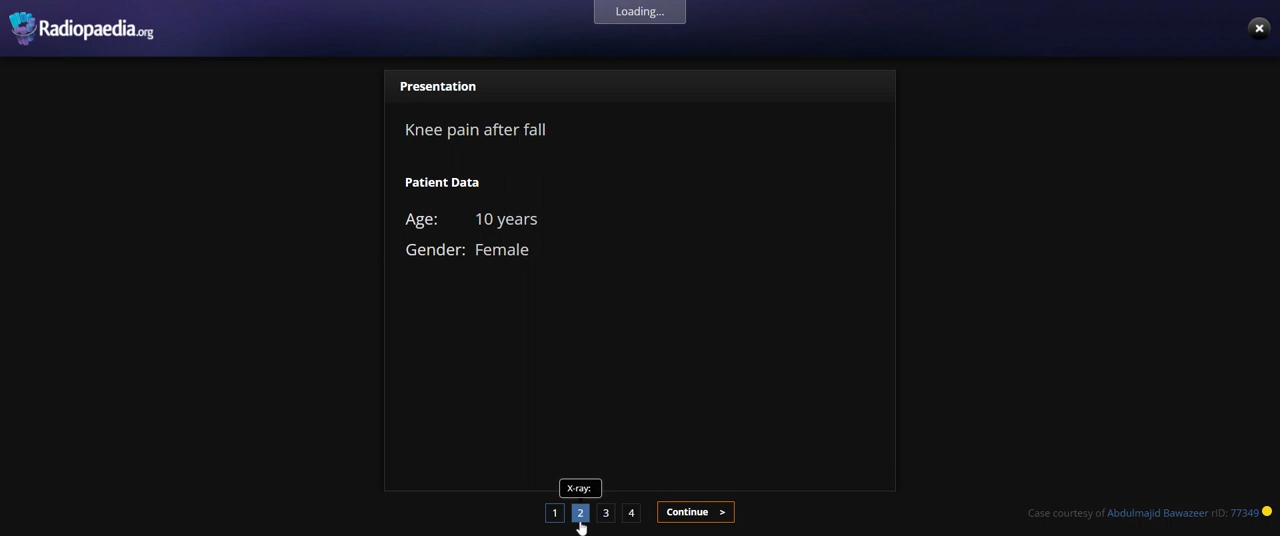 Radiopaedia.org
Loading...
Presentation
Knee pain after fall
Patient Data
Age: 10 years
Gender: Female
X-ray:
1 2 3 4 Continue >
Case courtesy of Abdulmajid Bawazeer rID: 77349